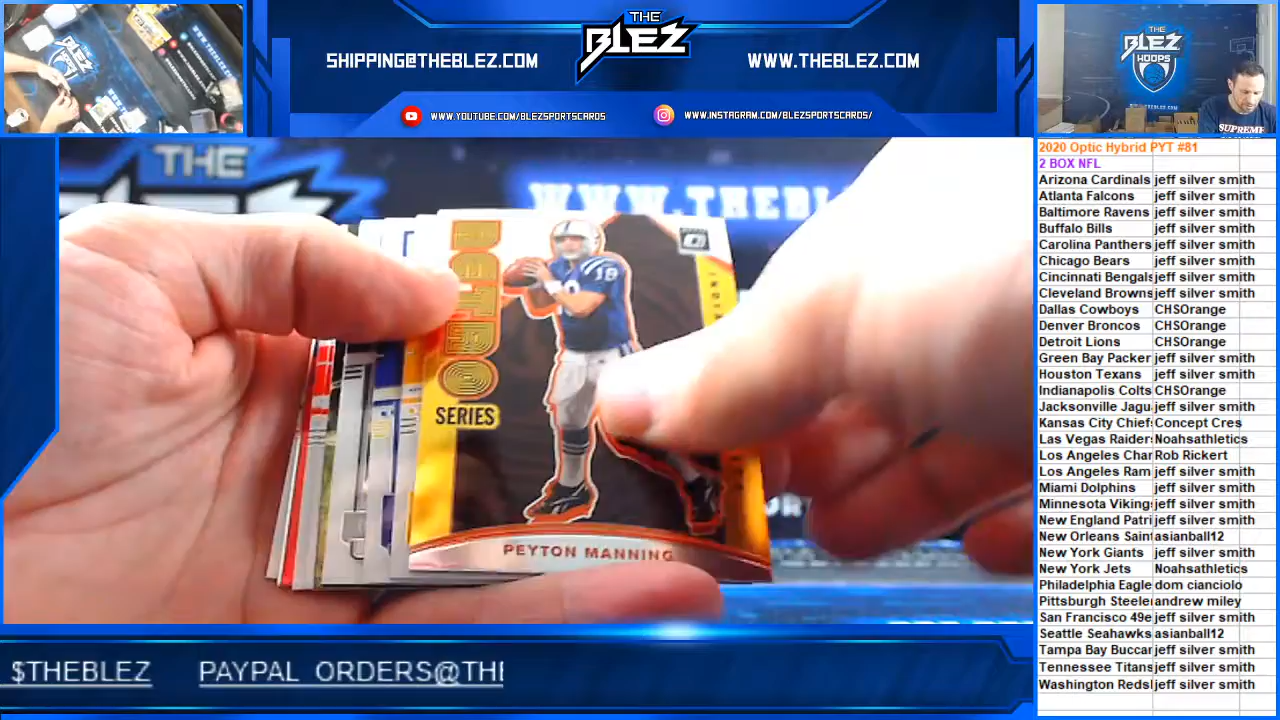 SHIPPING@THEBLEZ.COM
THE
BLEZ
WWW.THEBLEZ.COM
WWW.YOUTUBE.COM/BLEZSPORTSCARDS
WWW.INSTAGRAM.COM/BLEZSPORTSCARDS/
THE
BLEZ
HOOPS
SUPREME
THE
WWW.THEBL
RETRO
SERIES
18
PEYTON MANNING
2020 Optic Hybrid PYT #81
2 BOX NFL
Arizona Cardinals jeff silver smith
Atlanta Falcons jeff silver smith
Baltimore Ravens jeff silver smith
Buffalo Bills jeff silver smith
Carolina Panthers jeff silver smith
Chicago Bears jeff silver smith
Cincinnati Bengals jeff silver smith
Cleveland Browns jeff silver smith
Dallas Cowboys CHSOrange
Denver Broncos CHSOrange
Detroit Lions CHSOrange
Green Bay Packer jeff silver smith
Houston Texans jeff silver smith
Indianapolis Colts CHSOrange
Jacksonville Jagu jeff silver smith
Kansas City Chief Concept Cres
Las Vegas Raider Noahsathletics
Los Angeles Char Rob Rickert
Los Angeles Ram jeff silver smith
Miami Dolphins jeff silver smith
Minnesota Viking jeff silver smith
New England Patri jeff silver smith
New Orleans Saint asianball12
New York Giants jeff silver smith
New York Jets Noahsathletics
Philadelphia Eagle dom cianciolo
Pittsburgh Steele andrew miley
San Francisco 49e jeff silver smith
Seattle Seahawks asianball12
Tampa Bay Buccar jeff silver smith
Tennessee Titans jeff silver smith
Washington Reds jeff silver smith
$THEBLEZ PAYPAL ORDERS@THE